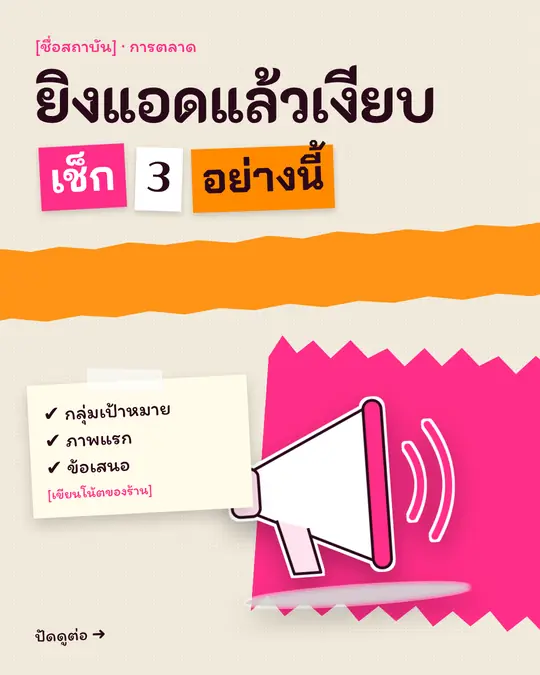 [ชื่อสถาบัน] · การตลาด
ยิงแอดแล้วเงียบ
เช็ก 3 อย่างนี้
✔ กลุ่มเป้าหมาย
✔ ภาพแรก
✔ ข้อเสนอ
[เขียนโน้ตของร้าน]
ปัดดูต่อ ➜